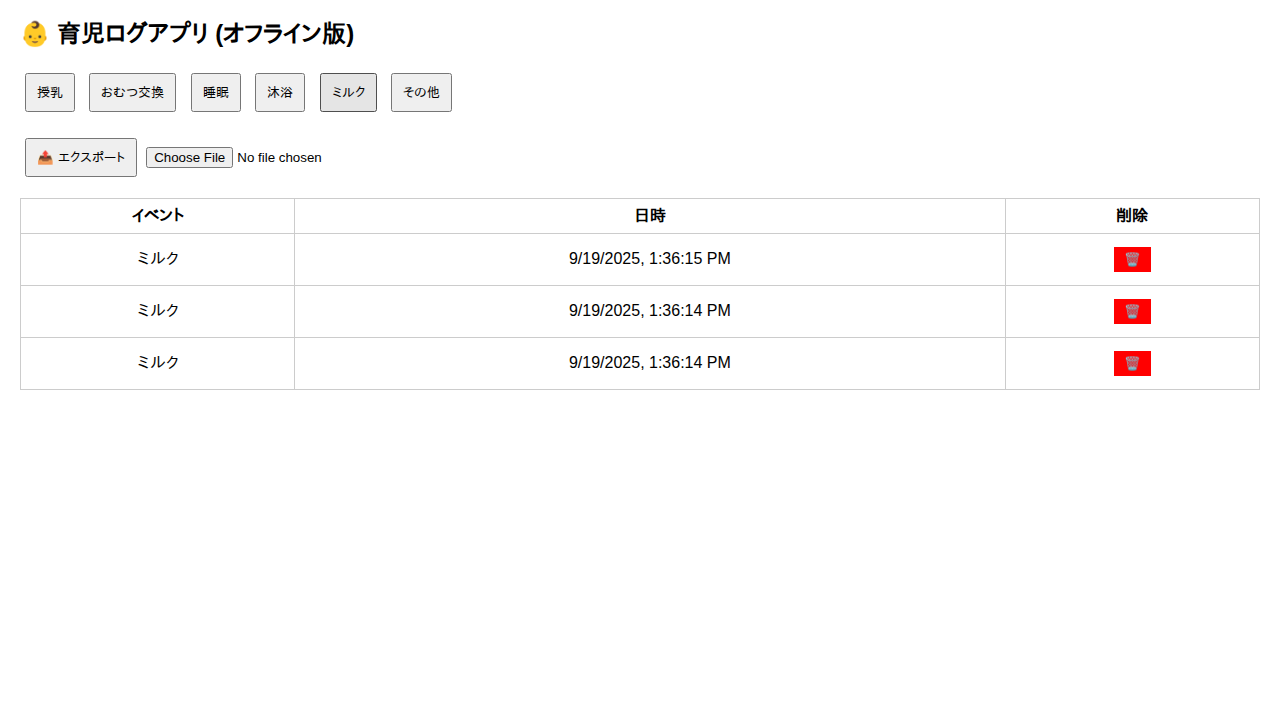 👶 育児ログアプリ (オフライン版)
授乳 おむつ交換 睡眠 沐浴 ミルク その他
📤 エクスポート Choose File No file chosen
イベント 日時 削除
ミルク 9/19/2025, 1:36:15 PM 🗑️
ミルク 9/19/2025, 1:36:14 PM 🗑️
ミルク 9/19/2025, 1:36:14 PM 🗑️